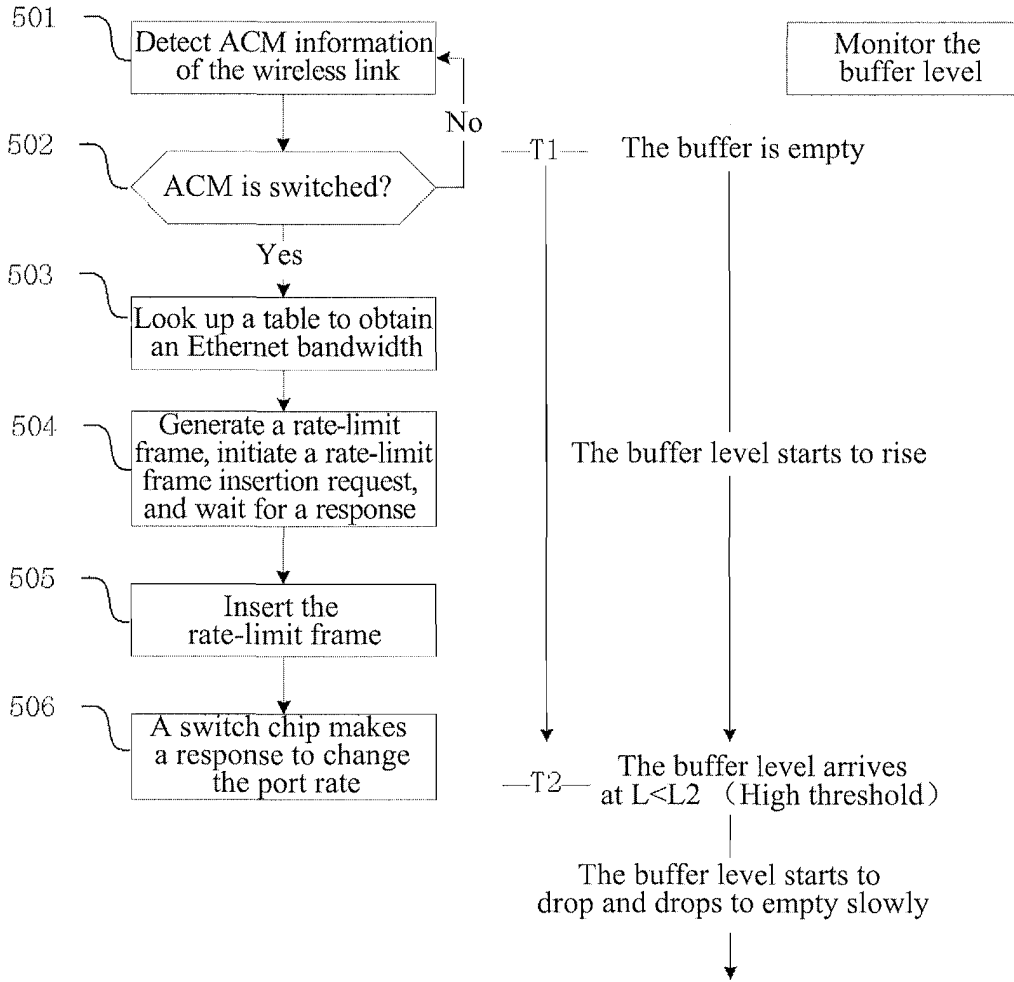 501
Detect ACM information
of the wireless link
No
502
ACM is switched?
Yes
503
Look up a table to obtain
an Ethernet bandwidth
504
Generate a rate-limit
frame, initiate a rate-limit
frame insertion request,
and wait for a response
505
Insert the
rate-limit frame
506
A switch chip makes
a response to change
the port rate
Monitor the
buffer level
T1
The buffer is empty
The buffer level starts to rise
T2
The buffer level arrives
at L<L2 （High threshold）
The buffer level starts to
drop and drops to empty slowly